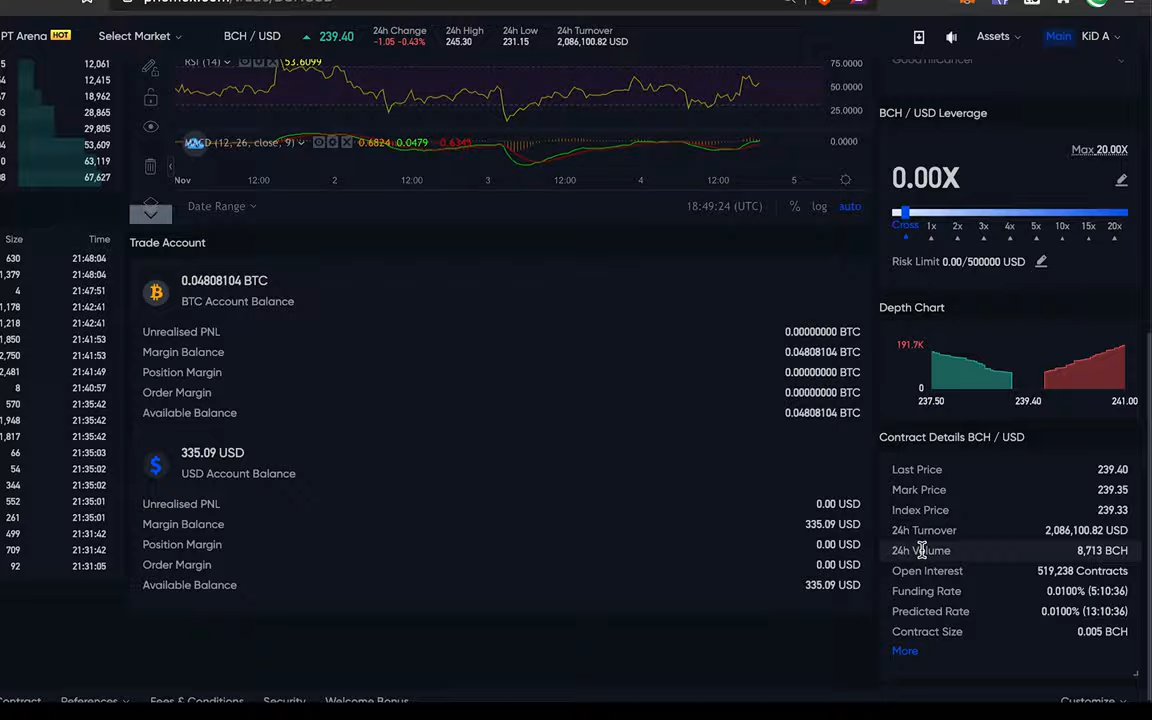 PT Arena HOT
Select Market
BCH / USD
239.40
24h Change
-1.05 -0.43%
24h High
245.30
24h Low
231.15
24h Turnover
2,086,100.82 USD
Assets
Main
KiD A
12,061
12,415
18,962
28,865
29,805
53,609
63,119
67,627
RSI (14)
53.6099
75.0000
50.0000
25.0000
MACD (12, 26, close, 9)
0.6824 0.0479
0.0000
Nov 12:00 2 12:00 3 12:00 4 12:00 5
Date Range
18:49:24 (UTC)
% log auto
Size Time
630 21:48:04
1,379 21:48:04
4 21:47:51
1,178 21:42:41
1,218 21:42:41
1,850 21:41:53
2,750 21:41:53
2,481 21:41:49
8 21:40:57
570 21:35:42
1,948 21:35:42
1,817 21:35:42
66 21:35:03
54 21:35:02
344 21:35:02
552 21:35:01
261 21:35:01
499 21:31:42
709 21:31:42
92 21:31:05
Trade Account
0.04808104 BTC
BTC Account Balance
Unrealised PNL 0.00000000 BTC
Margin Balance 0.04808104 BTC
Position Margin 0.00000000 BTC
Order Margin 0.00000000 BTC
Available Balance 0.04808104 BTC
335.09 USD
USD Account Balance
Unrealised PNL 0.00 USD
Margin Balance 335.09 USD
Position Margin 0.00 USD
Order Margin 0.00 USD
Available Balance 335.09 USD
BCH / USD Leverage
Max 20.00X
0.00X
Cross 1x 2x 3x 4x 5x 10x 15x 20x
Risk Limit 0.00/500000 USD
Depth Chart
191.7K
0
237.50 239.40 241.00
Contract Details BCH / USD
Last Price 239.40
Mark Price 239.35
Index Price 239.33
24h Turnover 2,086,100.82 USD
24h Volume 8,713 BCH
Open Interest 519,238 Contracts
Funding Rate 0.0100% (5:10:36)
Predicted Rate 0.0100% (13:10:36)
Contract Size 0.005 BCH
More
References
Fees & Conditions
Security
Welcome Bonus
Customize